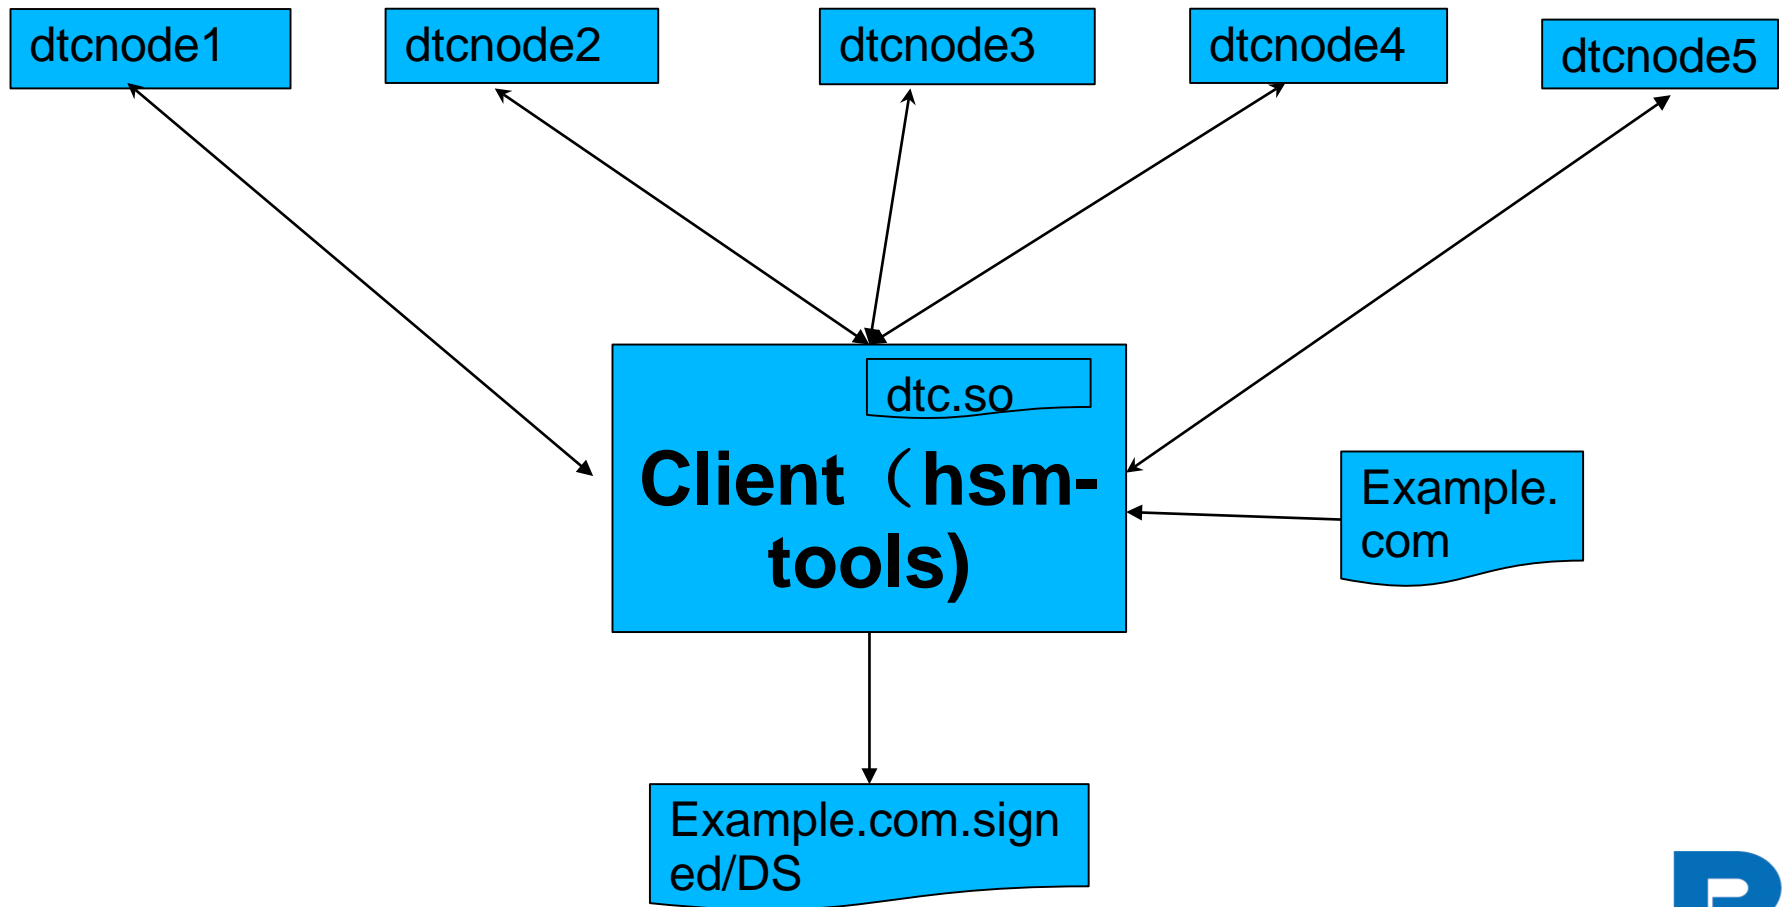 dtcnode1
dtcnode2
dtcnode3
dtcnode4
dtcnode5
dtc.so
Client（hsm-
tools)
Example.
com
Example.com.sign
ed/DS